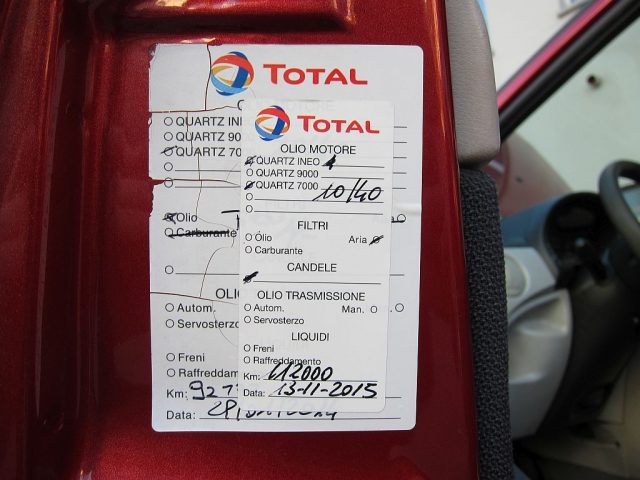 TOTAL
QUARTZ INE
QUARTZ 90
QUARTZ 70
Olio
Carburante
OLI
Autom.
Servosterzo
Freni
Raffreddam
Km:
Data:
TOTAL
OLIO MOTORE
QUARTZ INEO
QUARTZ 9000
QUARTZ 7000 10/40
FILTRI
Olio Aria
Carburante
CANDELE
OLIO TRASMISSIONE
Autom. Man.
Servosterzo
LIQUIDI
Freni
Raffreddamento
Km: 112000
Data: 13-11-2015